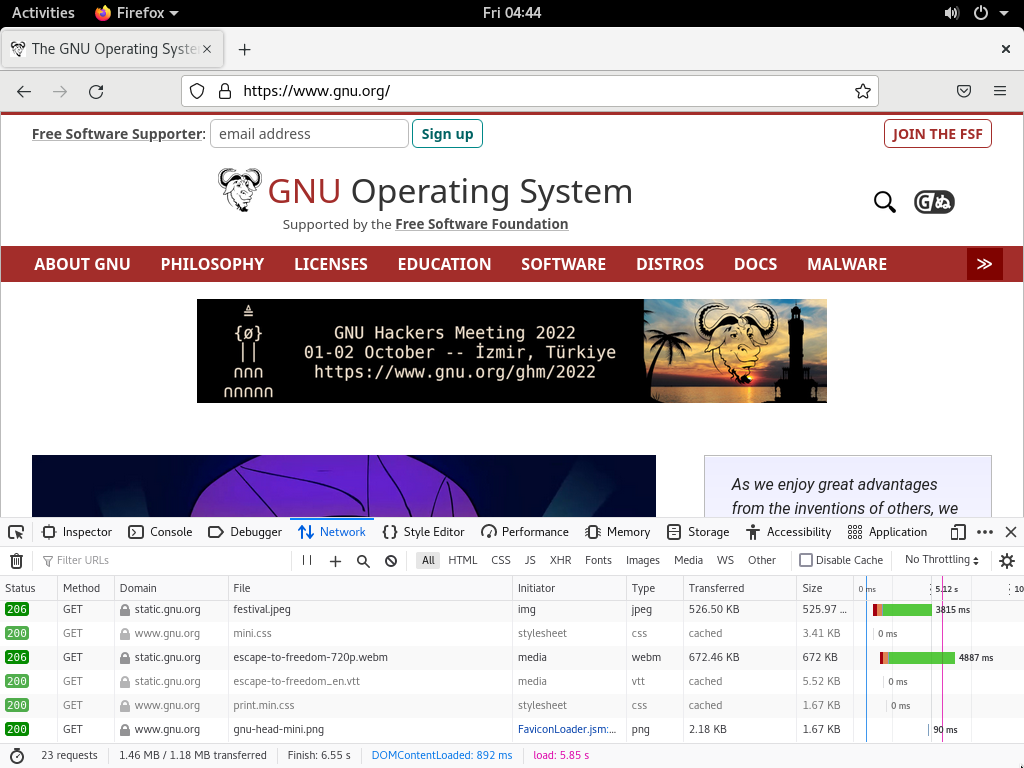 Activities Firefox Fri 04:44
The GNU Operating Syste
https://www.gnu.org/
Free Software Supporter: email address Sign up JOIN THE FSF
GNU Operating System
Supported by the Free Software Foundation
ABOUT GNU PHILOSOPHY LICENSES EDUCATION SOFTWARE DISTROS DOCS MALWARE ≫
GNU Hackers Meeting 2022
01-02 October -- İzmir, Türkiye
https://www.gnu.org/ghm/2022
As we enjoy great advantages
from the inventions of others, we
Inspector Console Debugger Network Style Editor Performance Memory Storage Accessibility Application
Filter URLs All HTML CSS JS XHR Fonts Images Media WS Other Disable Cache No Throttling
Status Method Domain File Initiator Type Transferred Size 0 ms 5.12 s 10
206 GET static.gnu.org festival.jpeg img jpeg 526.50 KB 525.97 … 3815 ms
200 GET www.gnu.org mini.css stylesheet css cached 3.41 KB 0 ms
206 GET static.gnu.org escape-to-freedom-720p.webm media webm 672.46 KB 672 KB 4887 ms
200 GET static.gnu.org escape-to-freedom_en.vtt media vtt cached 5.52 KB 0 ms
200 GET www.gnu.org print.min.css stylesheet css cached 1.67 KB 0 ms
200 GET www.gnu.org gnu-head-mini.png FaviconLoader.jsm:… png 2.18 KB 1.67 KB 90 ms
23 requests 1.46 MB / 1.18 MB transferred Finish: 6.55 s DOMContentLoaded: 892 ms load: 5.85 s